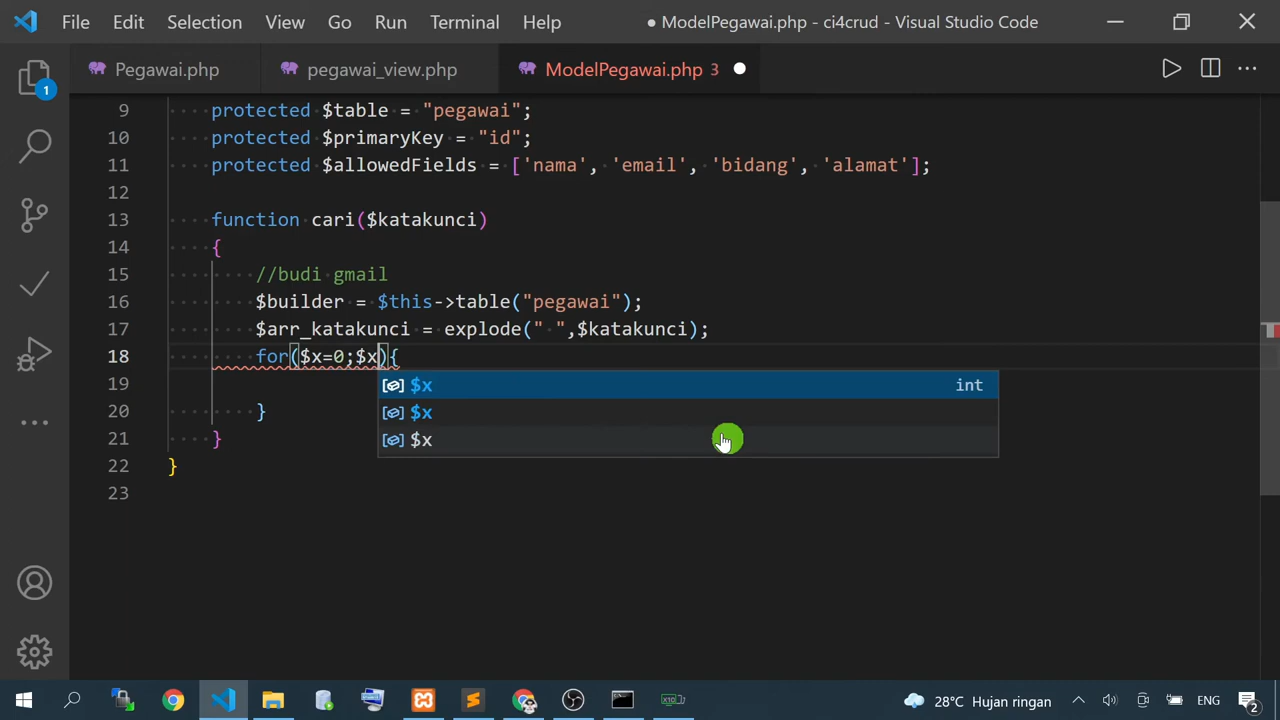 File Edit Selection View Go Run Terminal Help ● ModelPegawai.php - ci4crud - Visual Studio Code
Pegawai.php pegawai_view.php ModelPegawai.php 3
1
9 protected $table = "pegawai";
10 protected $primaryKey = "id";
11 protected $allowedFields = ['nama', 'email', 'bidang', 'alamat'];
12
13 function cari($katakunci)
14 {
15 //budi gmail
16 $builder = $this->table("pegawai");
17 $arr_katakunci = explode(" ",$katakunci);
18 for($x=0;$x){
19 $x int
$x
20 }
21 } $x
22 }
23
28°C Hujan ringan ENG 2